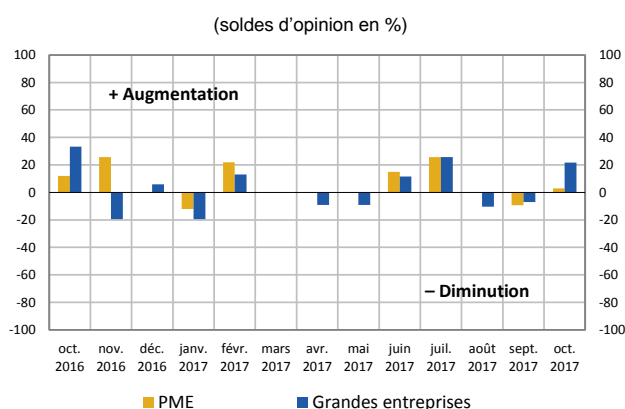 (soldes d’opinion en %)
100 100
80 80
+ Augmentation
60 60
40 40
20 20
0 0
-20 -20
-40 -40
-60 -60
– Diminution
-80 -80
-100 -100
oct. nov. déc. janv. févr. mars avr. mai juin juil. août sept. oct.
2016 2016 2016 2017 2017 2017 2017 2017 2017 2017 2017 2017 2017
PME Grandes entreprises